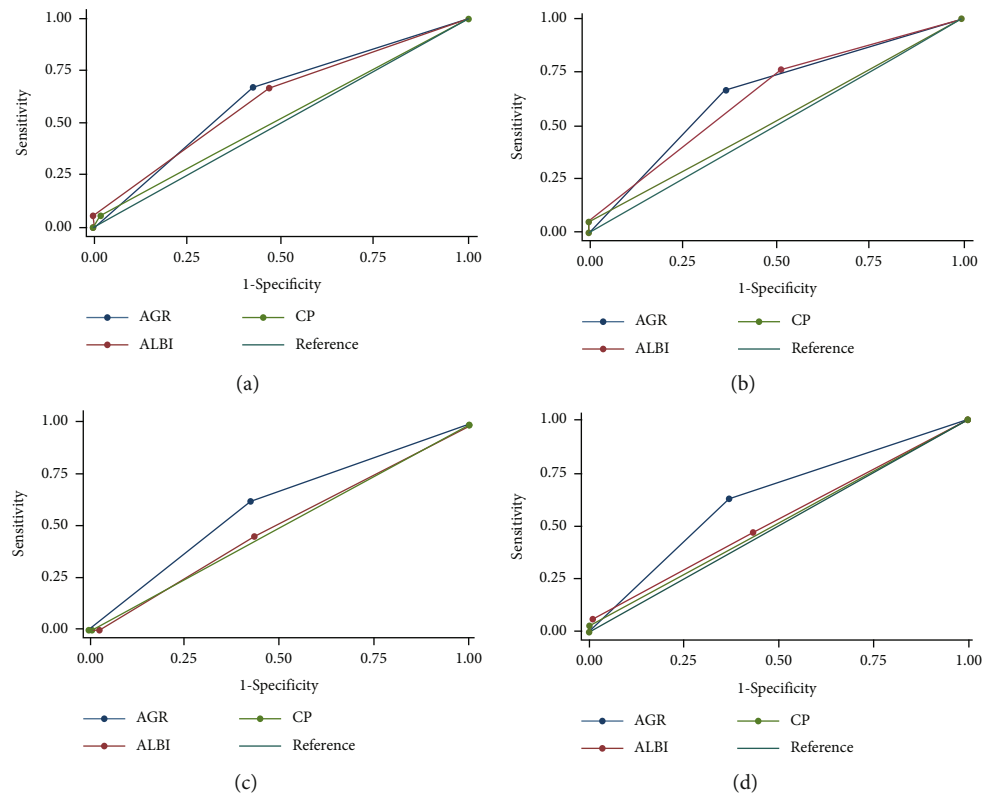 1.00
0.75
0.50
0.25
0.00
Sensitivity
0.00 0.25 0.50 0.75 1.00
1-Specificity
AGR CP
ALBI Reference
(a)
1.00
0.75
0.50
0.25
0.00
Sensitivity
0.00 0.25 0.50 0.75 1.00
1-Specificity
AGR CP
ALBI Reference
(b)
1.00
0.75
0.50
0.25
0.00
Sensitivity
0.00 0.25 0.50 0.75 1.00
1-Specificity
AGR CP
ALBI Reference
(c)
1.00
0.75
0.50
0.25
0.00
Sensitivity
0.00 0.25 0.50 0.75 1.00
1-Specificity
AGR CP
ALBI Reference
(d)